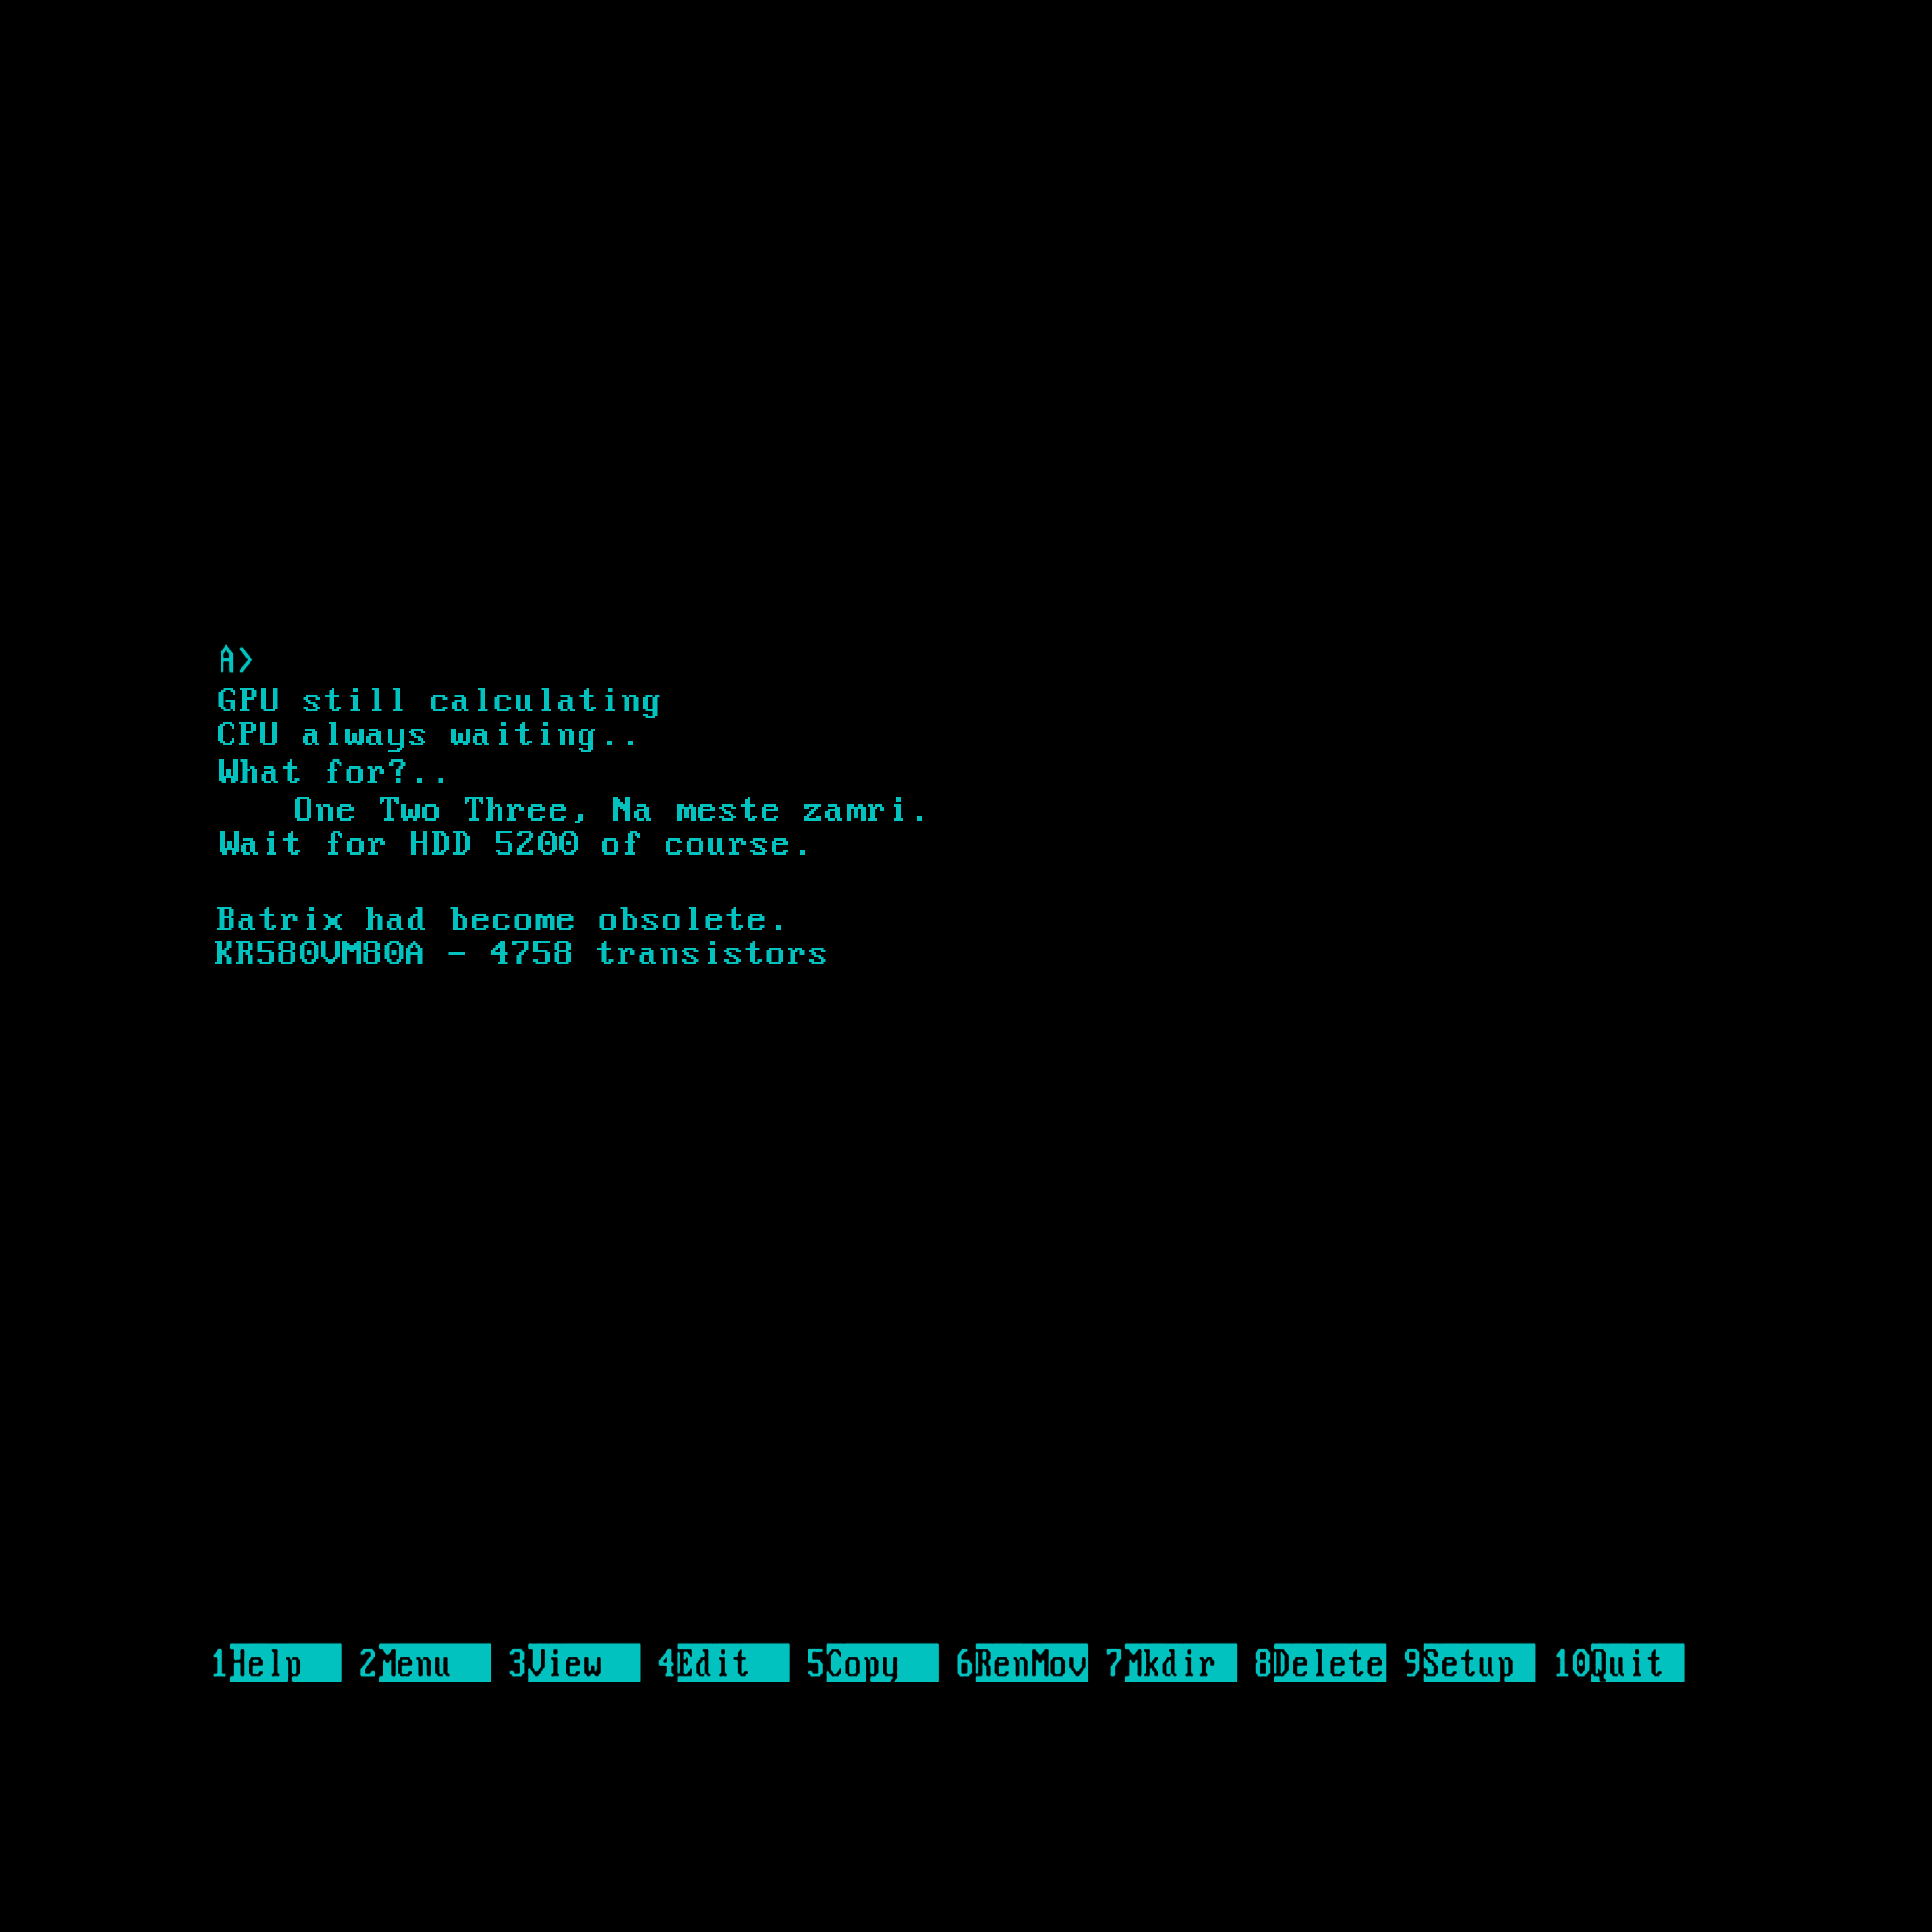 A>
GPU still calculating
CPU always waiting..
What for?..
One Two Three, Na meste zamri.
Wait for HDD 5200 of course.
Batrix had become obsolete.
KR580VM80A - 4758 transistors
1Help 2Menu 3View 4Edit 5Copy 6RenMov 7Mkdir 8Delete 9Setup 10Quit